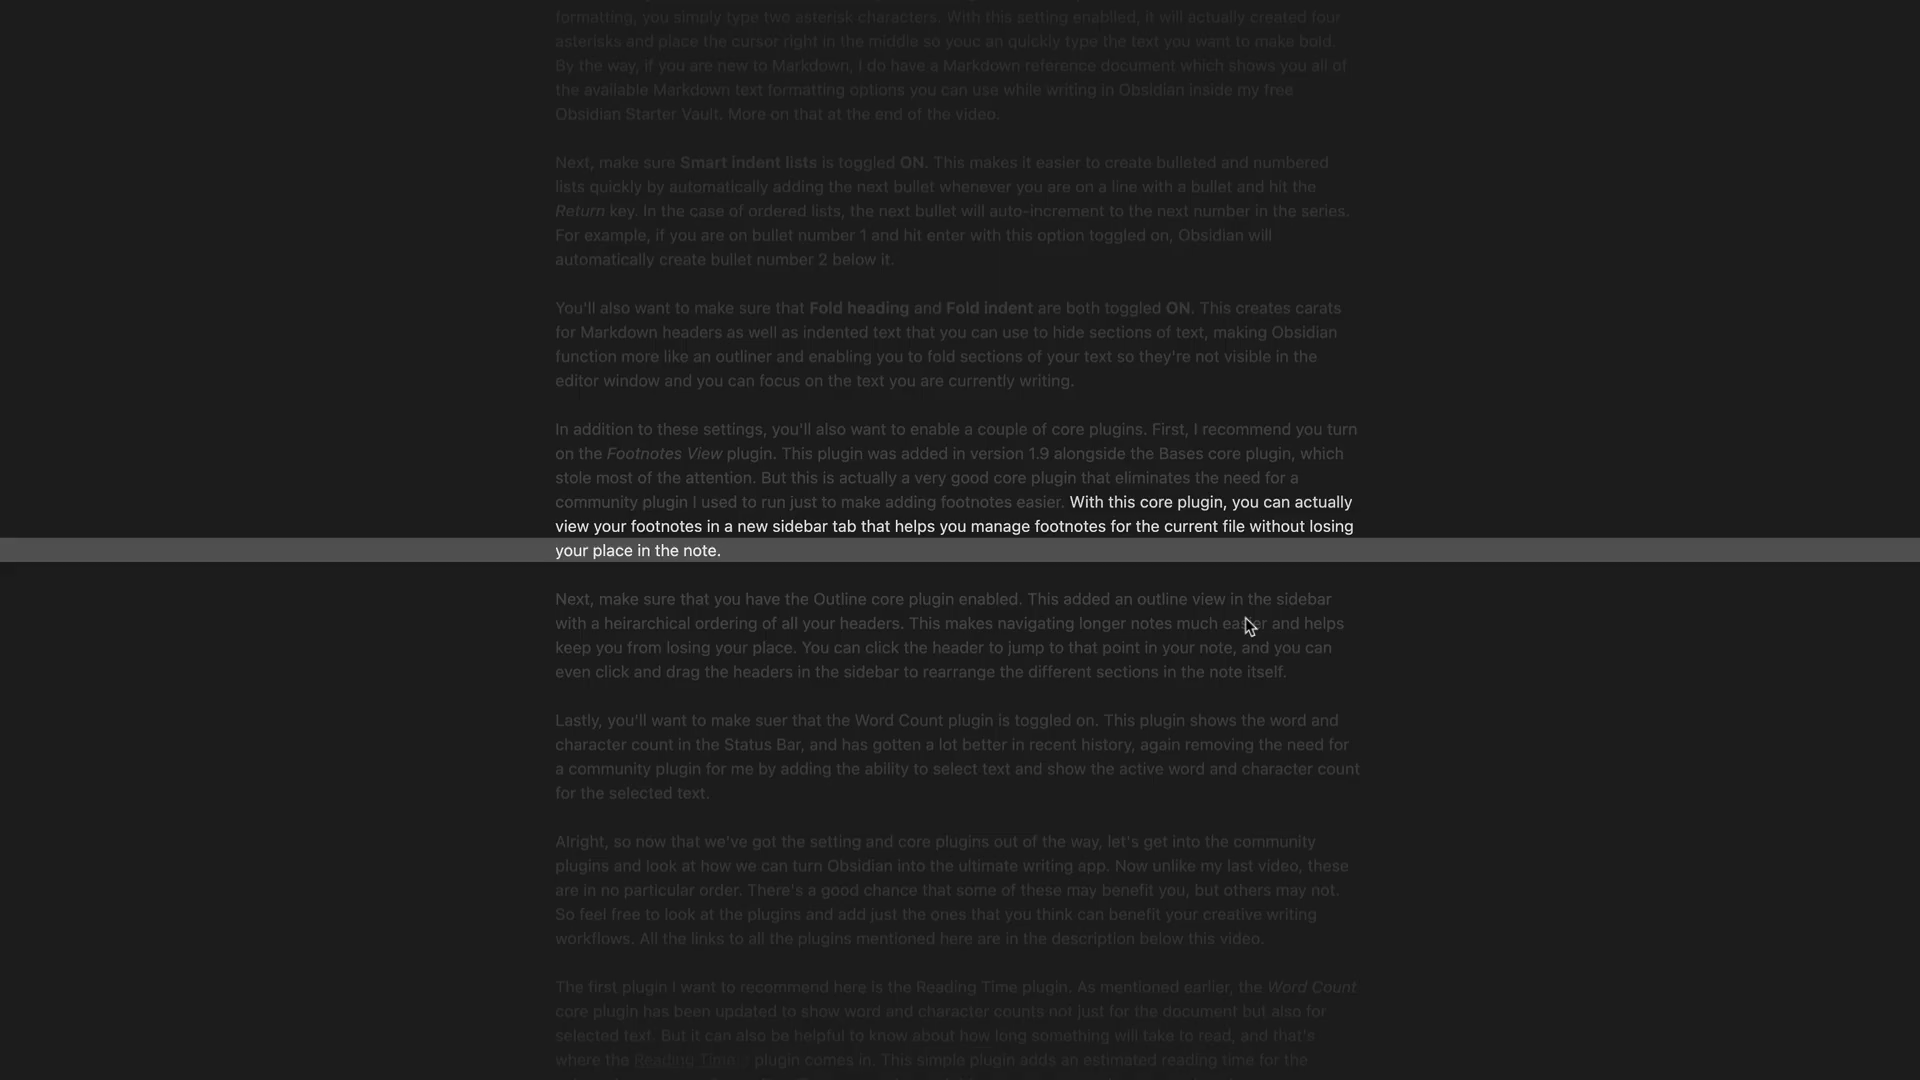 formatting, you simply type two asterisk characters. With this setting enablled, it will actually created four
asterisks and place the cursor right in the middle so youc an quickly type the text you want to make bold.
By the way, if you are new to Markdown, I do have a Markdown reference document which shows you all of
the available Markdown text formatting options you can use while writing in Obsidian inside my free
Obsidian Starter Vault. More on that at the end of the video.
Next, make sure Smart indent lists is toggled ON. This makes it easier to create bulleted and numbered
lists quickly by automatically adding the next bullet whenever you are on a line with a bullet and hit the
Return key. In the case of ordered lists, the next bullet will auto-increment to the next number in the series.
For example, if you are on bullet number 1 and hit enter with this option toggled on, Obsidian will
automatically create bullet number 2 below it.
You'll also want to make sure that Fold heading and Fold indent are both toggled ON. This creates carats
for Markdown headers as well as indented text that you can use to hide sections of text, making Obsidian
function more like an outliner and enabling you to fold sections of your text so they're not visible in the
editor window and you can focus on the text you are currently writing.
In addition to these settings, you'll also want to enable a couple of core plugins. First, I recommend you turn
on the Footnotes View plugin. This plugin was added in version 1.9 alongside the Bases core plugin, which
stole most of the attention. But this is actually a very good core plugin that eliminates the need for a
community plugin I used to run just to make adding footnotes easier. With this core plugin, you can actually
view your footnotes in a new sidebar tab that helps you manage footnotes for the current file without losing
your place in the note.
Next, make sure that you have the Outline core plugin enabled. This added an outline view in the sidebar
with a heirarchical ordering of all your headers. This makes navigating longer notes much easier and helps
keep you from losing your place. You can click the header to jump to that point in your note, and you can
even click and drag the headers in the sidebar to rearrange the different sections in the note itself.
Lastly, you'll want to make suer that the Word Count plugin is toggled on. This plugin shows the word and
character count in the Status Bar, and has gotten a lot better in recent history, again removing the need for
a community plugin for me by adding the ability to select text and show the active word and character count
for the selected text.
Alright, so now that we've got the setting and core plugins out of the way, let's get into the community
plugins and look at how we can turn Obsidian into the ultimate writing app. Now unlike my last video, these
are in no particular order. There's a good chance that some of these may benefit you, but others may not.
So feel free to look at the plugins and add just the ones that you think can benefit your creative writing
workflows. All the links to all the plugins mentioned here are in the description below this video.
The first plugin I want to recommend here is the Reading Time plugin. As mentioned earlier, the Word Count
core plugin has been updated to show word and character counts not just for the document but also for
selected text. But it can also be helpful to know about how long something will take to read, and that's
where the Reading Time plugin comes in. This simple plugin adds an estimated reading time for the